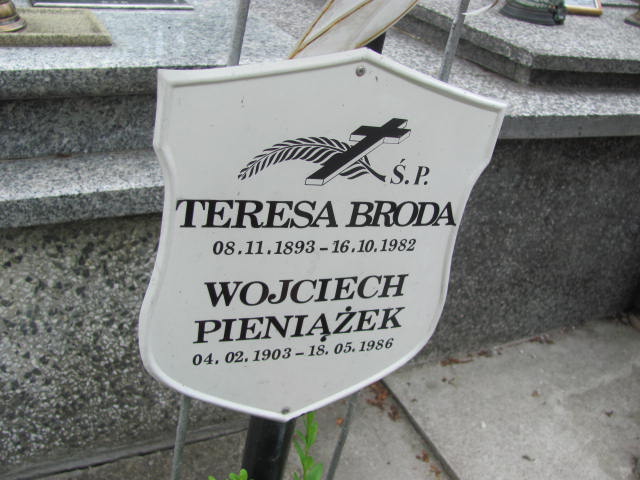 Ś.P.
TERESA BRODA
08.11.1893 - 16.10.1982
WOJCIECH
PIENIĄŻEK
04.02.1903 - 18.05.1986